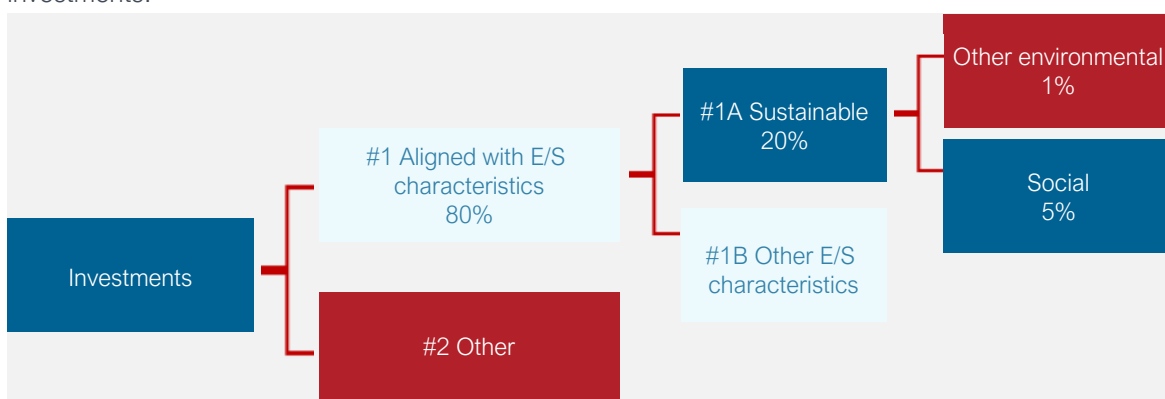 investments.
Investments
#1 Aligned with E/S
characteristics
80%
#2 Other
#1A Sustainable
20%
#1B Other E/S
characteristics
Other environmental
1%
Social
5%